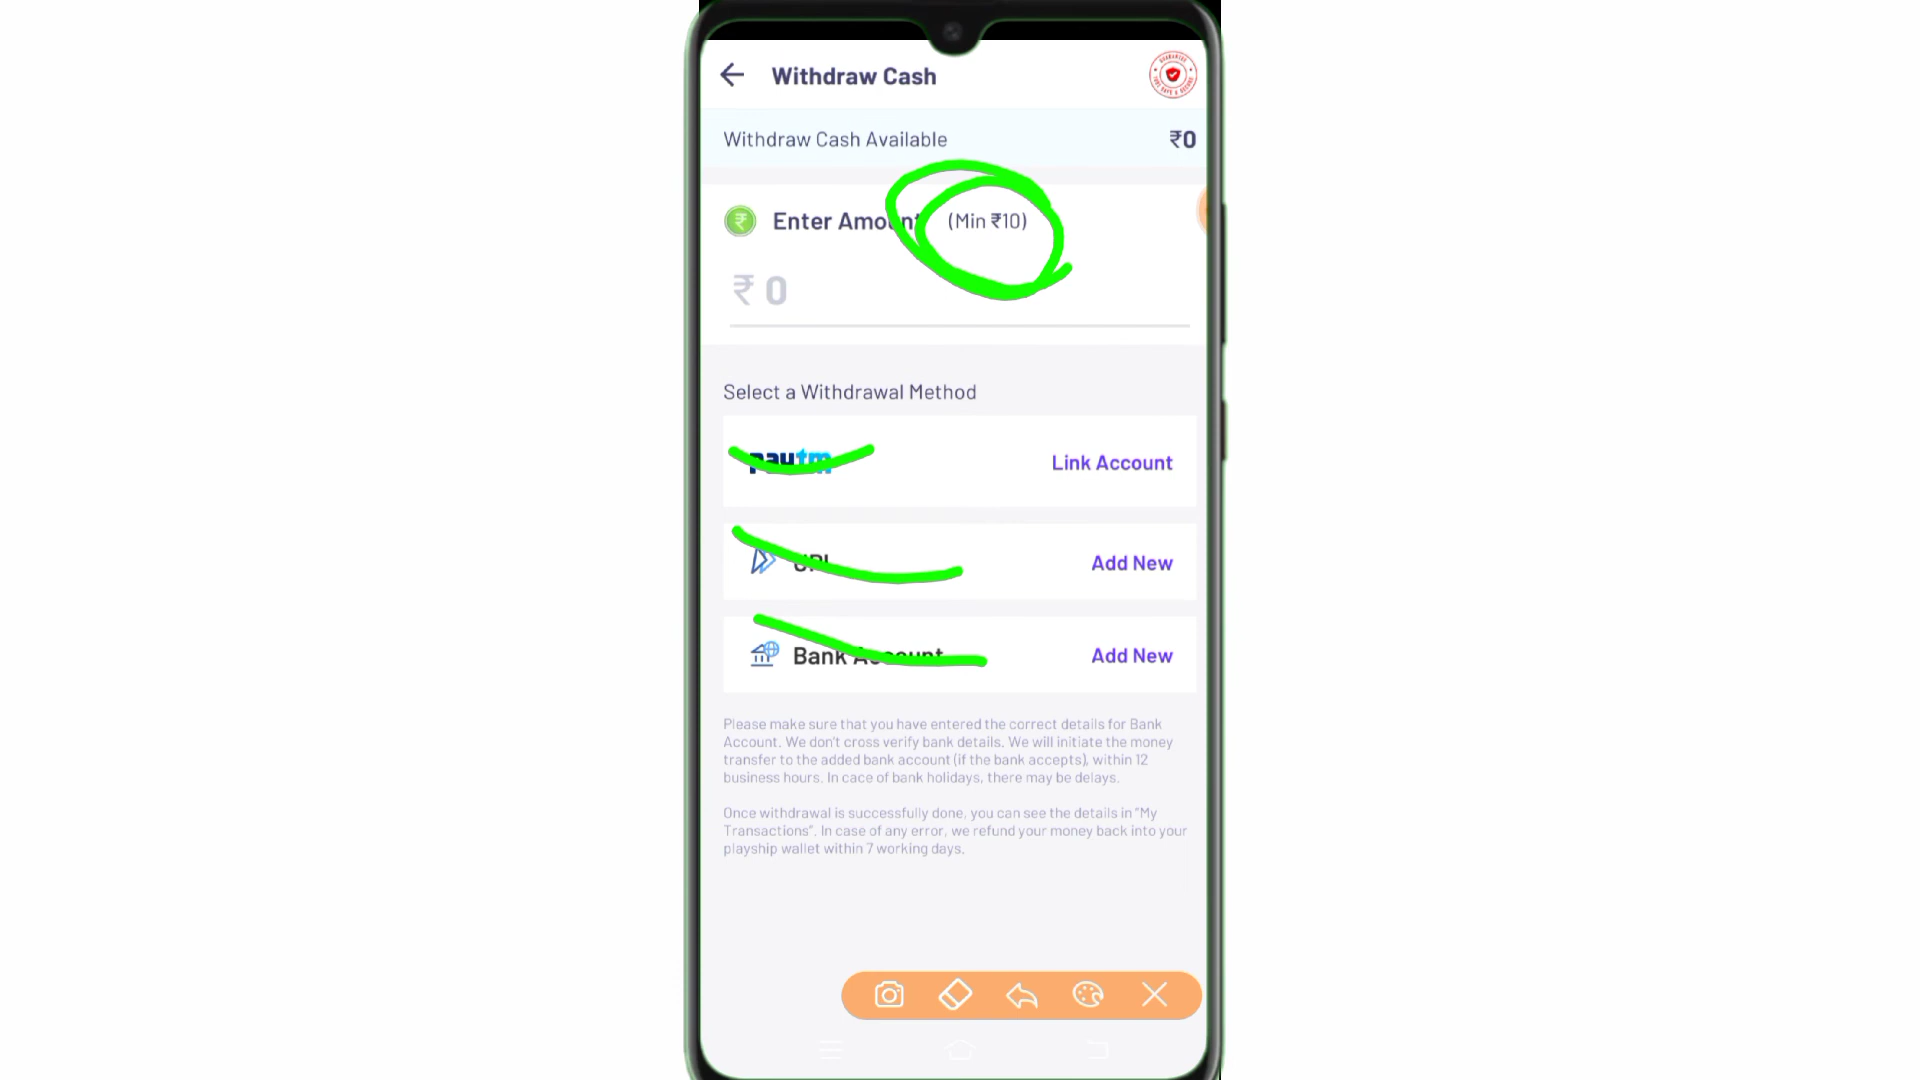 Withdraw Cash
Withdraw Cash Available ₹0
Enter Amount (Min ₹10)
₹ 0
Select a Withdrawal Method
paytm Link Account
UPI Add New
Bank Account Add New
Please make sure that you have entered the correct details for Bank
Account. We don't cross verify bank details. We will initiate the money
transfer to the added bank account (if the bank accepts), within 12
business hours. In cace of bank holidays, there may be delays.
Once withdrawal is successfully done, you can see the details in "My
Transactions". In case of any error, we refund your money back into your
playship wallet within 7 working days.